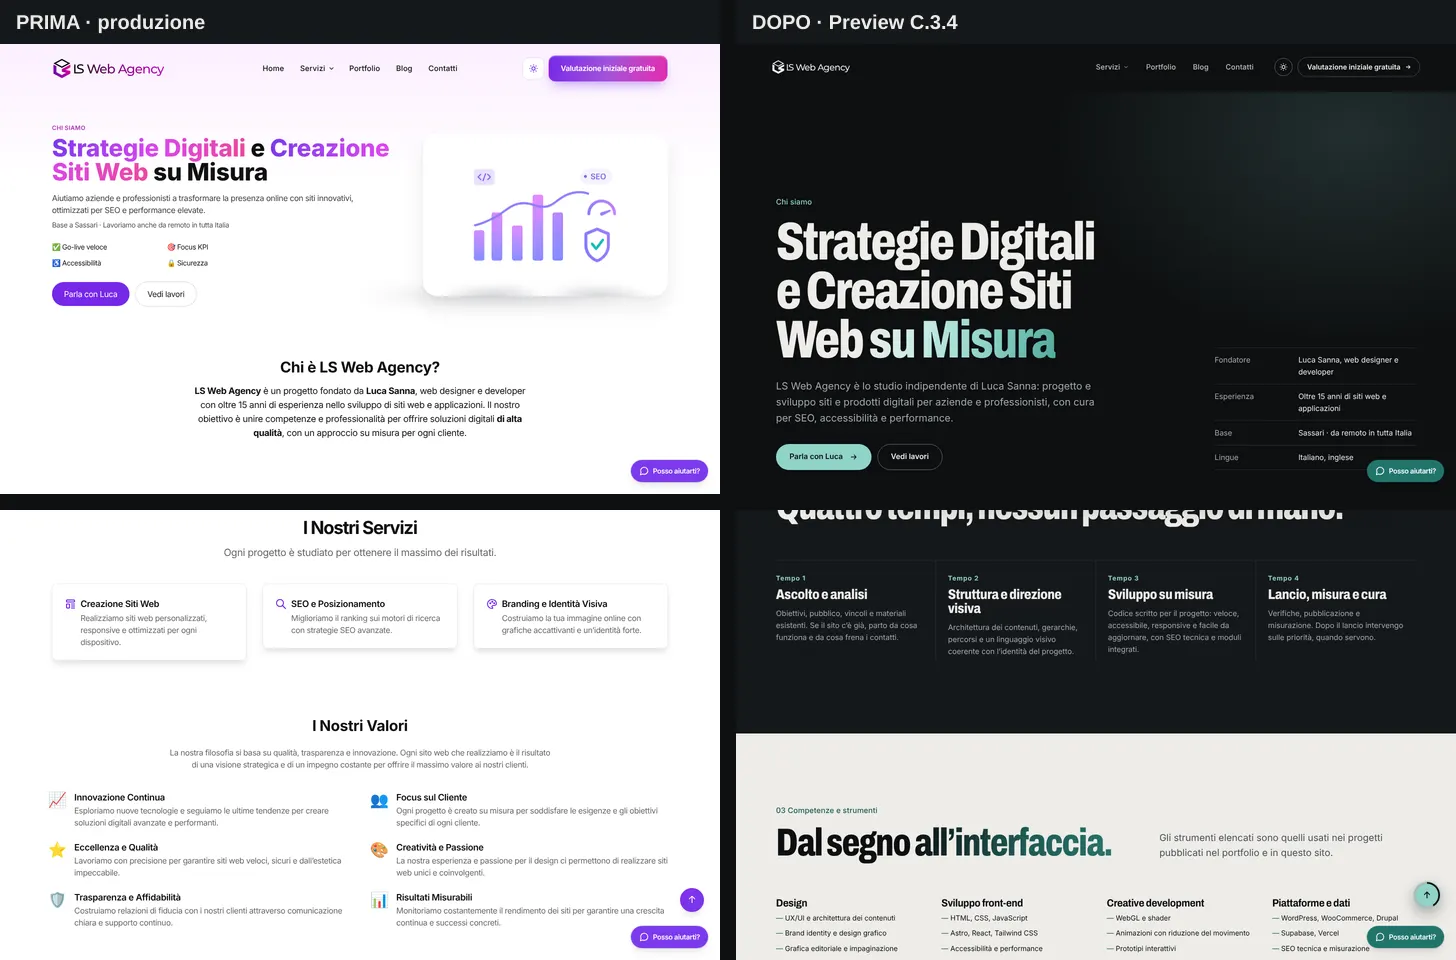 PRIMA · produzione
LS Web Agency
Home
Servizi
Portfolio
Blog
Contatti
Valutazione iniziale gratuita
CHI SIAMO
Strategie Digitali e Creazione
Siti Web su Misura
Aiutiamo aziende e professionisti a trasformare la presenza online con siti innovativi,
ottimizzati per SEO e performance elevate.
Base a Sassari · Lavoriamo anche da remoto in tutta Italia
Go-live veloce
Focus KPI
Accessibilità
Sicurezza
Parla con Luca
Vedi lavori
</>
SEO
Chi è LS Web Agency?
LS Web Agency è un progetto fondato da Luca Sanna, web designer e developer
con oltre 15 anni di esperienza nello sviluppo di siti web e applicazioni. Il nostro
obiettivo è unire competenze e professionalità per offrire soluzioni digitali di alta
qualità, con un approccio su misura per ogni cliente.
Posso aiutarti?
DOPO · Preview C.3.4
LS Web Agency
Servizi
Portfolio
Blog
Contatti
Valutazione iniziale gratuita →
Chi siamo
Strategie Digitali
e Creazione Siti
Web su Misura
LS Web Agency è lo studio indipendente di Luca Sanna: progetto e
sviluppo siti e prodotti digitali per aziende e professionisti, con cura
per SEO, accessibilità e performance.
Parla con Luca →
Vedi lavori
Fondatore
Luca Sanna, web designer e
developer
Esperienza
Oltre 15 anni di siti web e
applicazioni
Base
Sassari · da remoto in tutta Italia
Lingue
Italiano, inglese
Posso aiutarti?
I Nostri Servizi
Ogni progetto è studiato per ottenere il massimo dei risultati.
Creazione Siti Web
Realizziamo siti web personalizzati,
responsive e ottimizzati per ogni
dispositivo.
SEO e Posizionamento
Miglioriamo il ranking sui motori di ricerca
con strategie SEO avanzate.
Branding e Identità Visiva
Costruiamo la tua immagine online con
grafiche accattivanti e un'identità forte.
I Nostri Valori
La nostra filosofia si basa su qualità, trasparenza e innovazione. Ogni sito web che realizziamo è il risultato
di una visione strategica e di un impegno costante per offrire il massimo valore ai nostri clienti.
Innovazione Continua
Esploriamo nuove tecnologie e seguiamo le ultime tendenze per creare
soluzioni digitali avanzate e performanti.
Focus sul Cliente
Ogni progetto è creato su misura per soddisfare le esigenze e gli obiettivi
specifici di ogni cliente.
Eccellenza e Qualità
Lavoriamo con precisione per garantire siti web veloci, sicuri e dall'estetica
impeccabile.
Creatività e Passione
La nostra esperienza e passione per il design ci permettono di realizzare siti
web unici e coinvolgenti.
Trasparenza e Affidabilità
Costruiamo relazioni di fiducia con i nostri clienti attraverso comunicazione
chiara e supporto continuo.
Risultati Misurabili
Monitoriamo costantemente il rendimento dei siti per garantire una crescita
continua e successi concreti.
Posso aiutarti?
Quattro tempi, nessun passaggio di mano.
Tempo 1
Ascolto e analisi
Obiettivi, pubblico, vincoli e materiali
esistenti. Se il sito c'è già, parto da cosa
funziona e da cosa frena i contatti.
Tempo 2
Struttura e direzione
visiva
Architettura dei contenuti, gerarchie,
percorsi e un linguaggio visivo
coerente con l'identità del progetto.
Tempo 3
Sviluppo su misura
Codice scritto per il progetto: veloce,
accessibile, responsive e facile da
aggiornare, con SEO tecnica e moduli
integrati.
Tempo 4
Lancio, misura e cura
Verifiche, pubblicazione e
misurazione. Dopo il lancio intervengo
sulle priorità, quando servono.
03 Competenze e strumenti
Dal segno all'interfaccia.
Gli strumenti elencati sono quelli usati nei progetti
pubblicati nel portfolio e in questo sito.
Design
— UX/UI e architettura dei contenuti
— Brand identity e design grafico
— Grafica editoriale e impaginazione
Sviluppo front-end
— HTML, CSS, JavaScript
— Astro, React, Tailwind CSS
— Accessibilità e performance
Creative development
— WebGL e shader
— Animazioni con riduzione del movimento
— Prototipi interattivi
Piattaforme e dati
— WordPress, WooCommerce, Drupal
— Supabase, Vercel
— SEO tecnica e misurazione
Posso aiutarti?